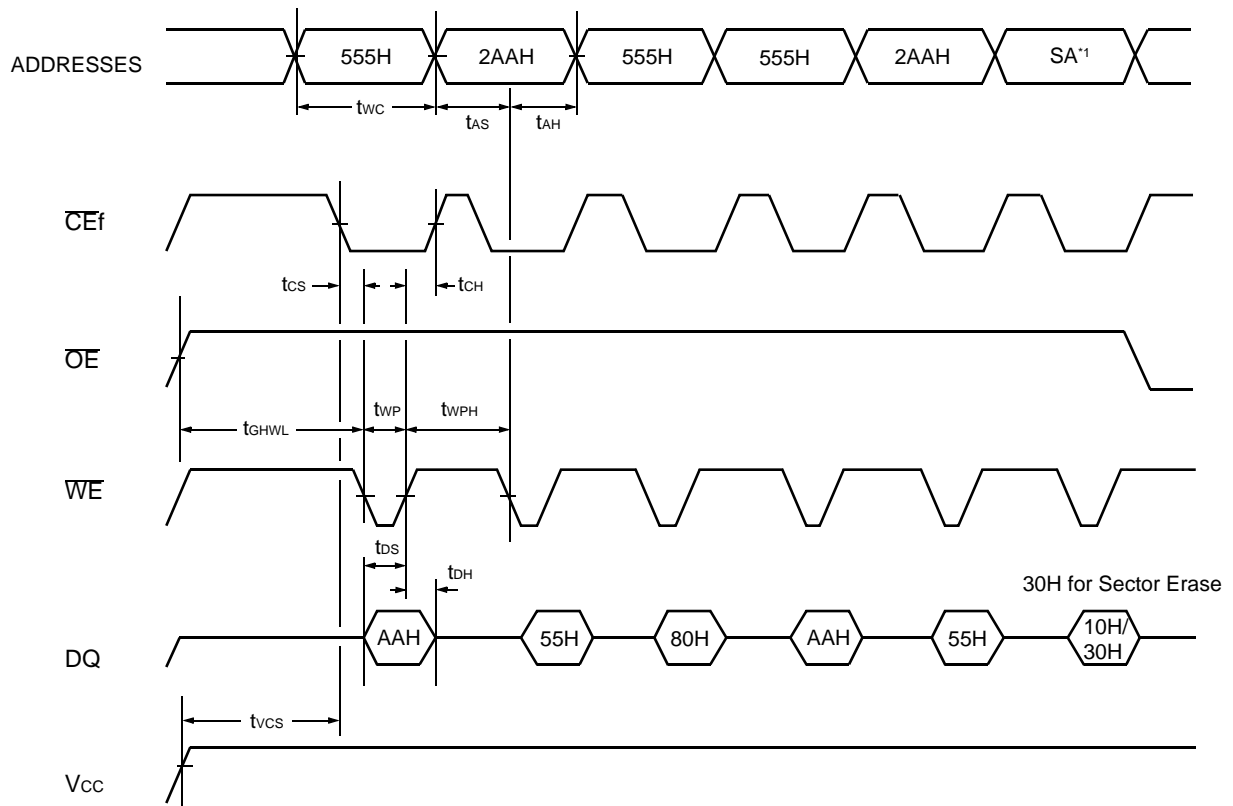 ADDRESSES 555H 2AAH 555H 555H 2AAH SA*1
tWC tAS tAH
CEf
tCS tCH
OE
tGHWL tWP tWPH
WE
tDS
tDH
30H for Sector Erase
DQ AAH 55H 80H AAH 55H 10H/
30H
tVCS
VCC